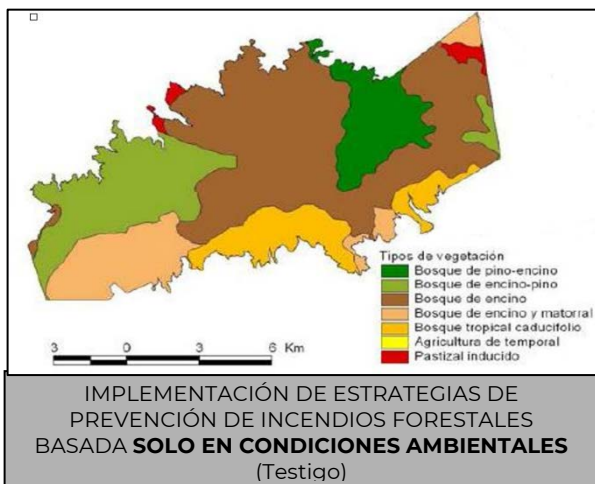 Tipos de vegetación
Bosque de pino-encino
Bosque de encino-pino
Bosque de encino
Bosque de encino y matorral
Bosque tropical caducifolio
Agricultura de temporal
Pastizal inducido
3 0 3 6 Km
IMPLEMENTACIÓN DE ESTRATEGIAS DE
PREVENCIÓN DE INCENDIOS FORESTALES
BASADA SOLO EN CONDICIONES AMBIENTALES
(Testigo)